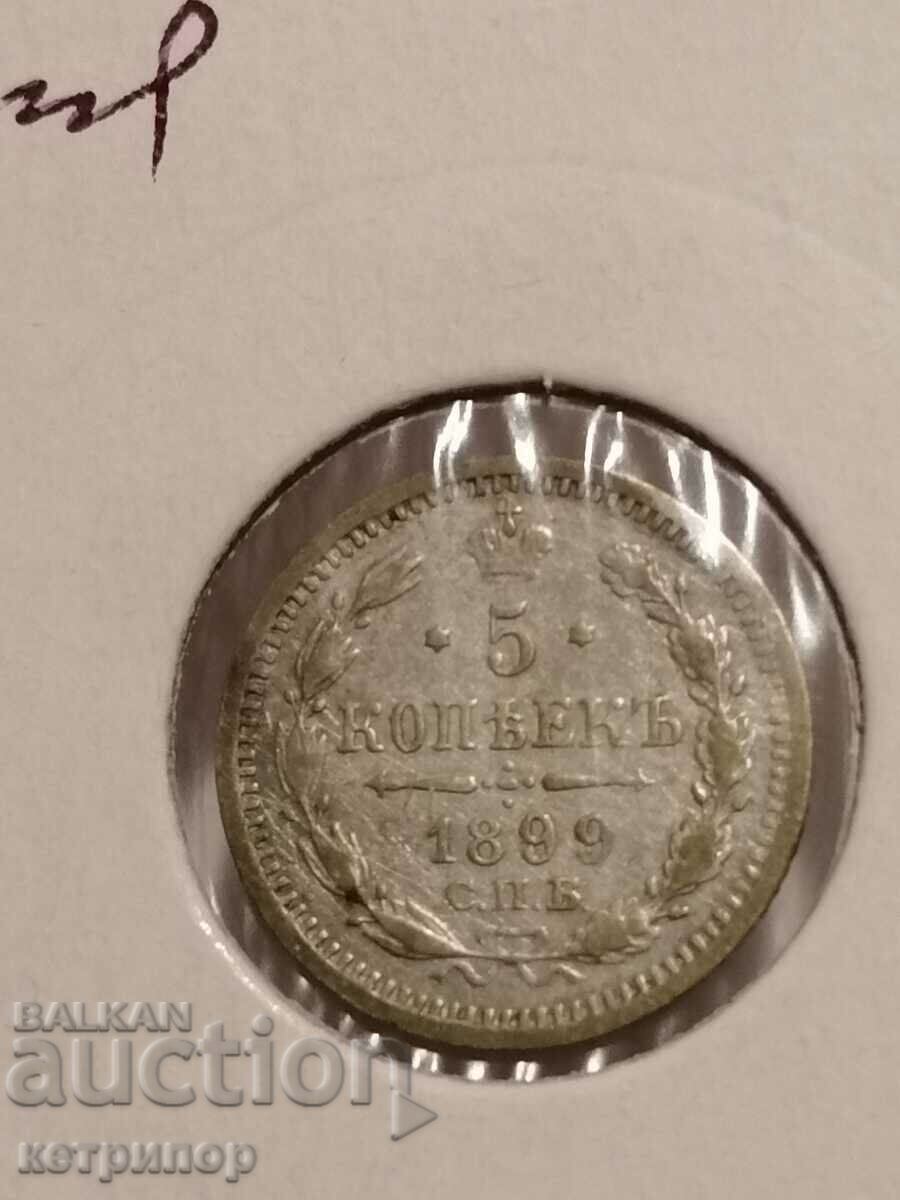 5
КОПѢЕКЪ
1899
С.П.Б.
BALKAN
auction
кетрипор